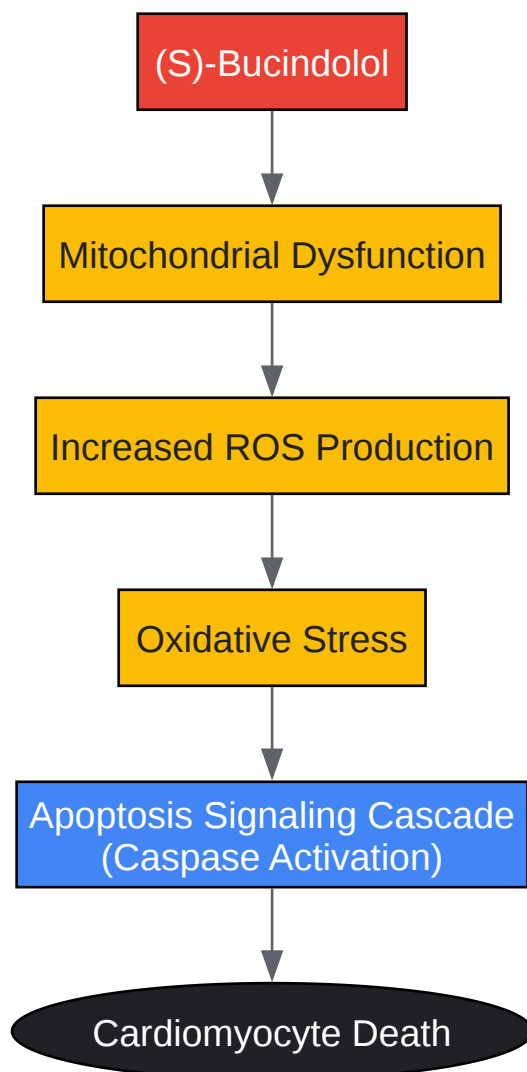 (S)-Bucindolol
Mitochondrial Dysfunction
Increased ROS Production
Oxidative Stress
Apoptosis Signaling Cascade
(Caspase Activation)
Cardiomyocyte Death